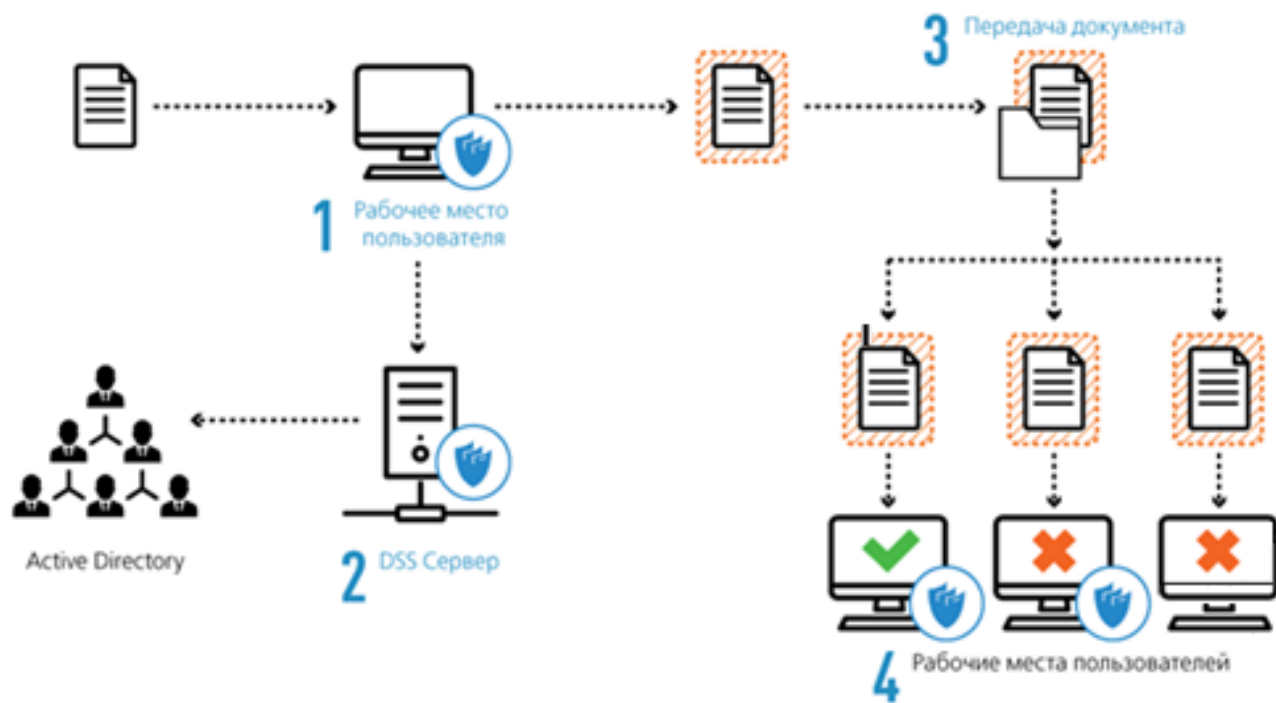 3 Передача документа
1 Рабочее место
пользователя
Active Directory
2 DSS Сервер
4 Рабочие места пользователей